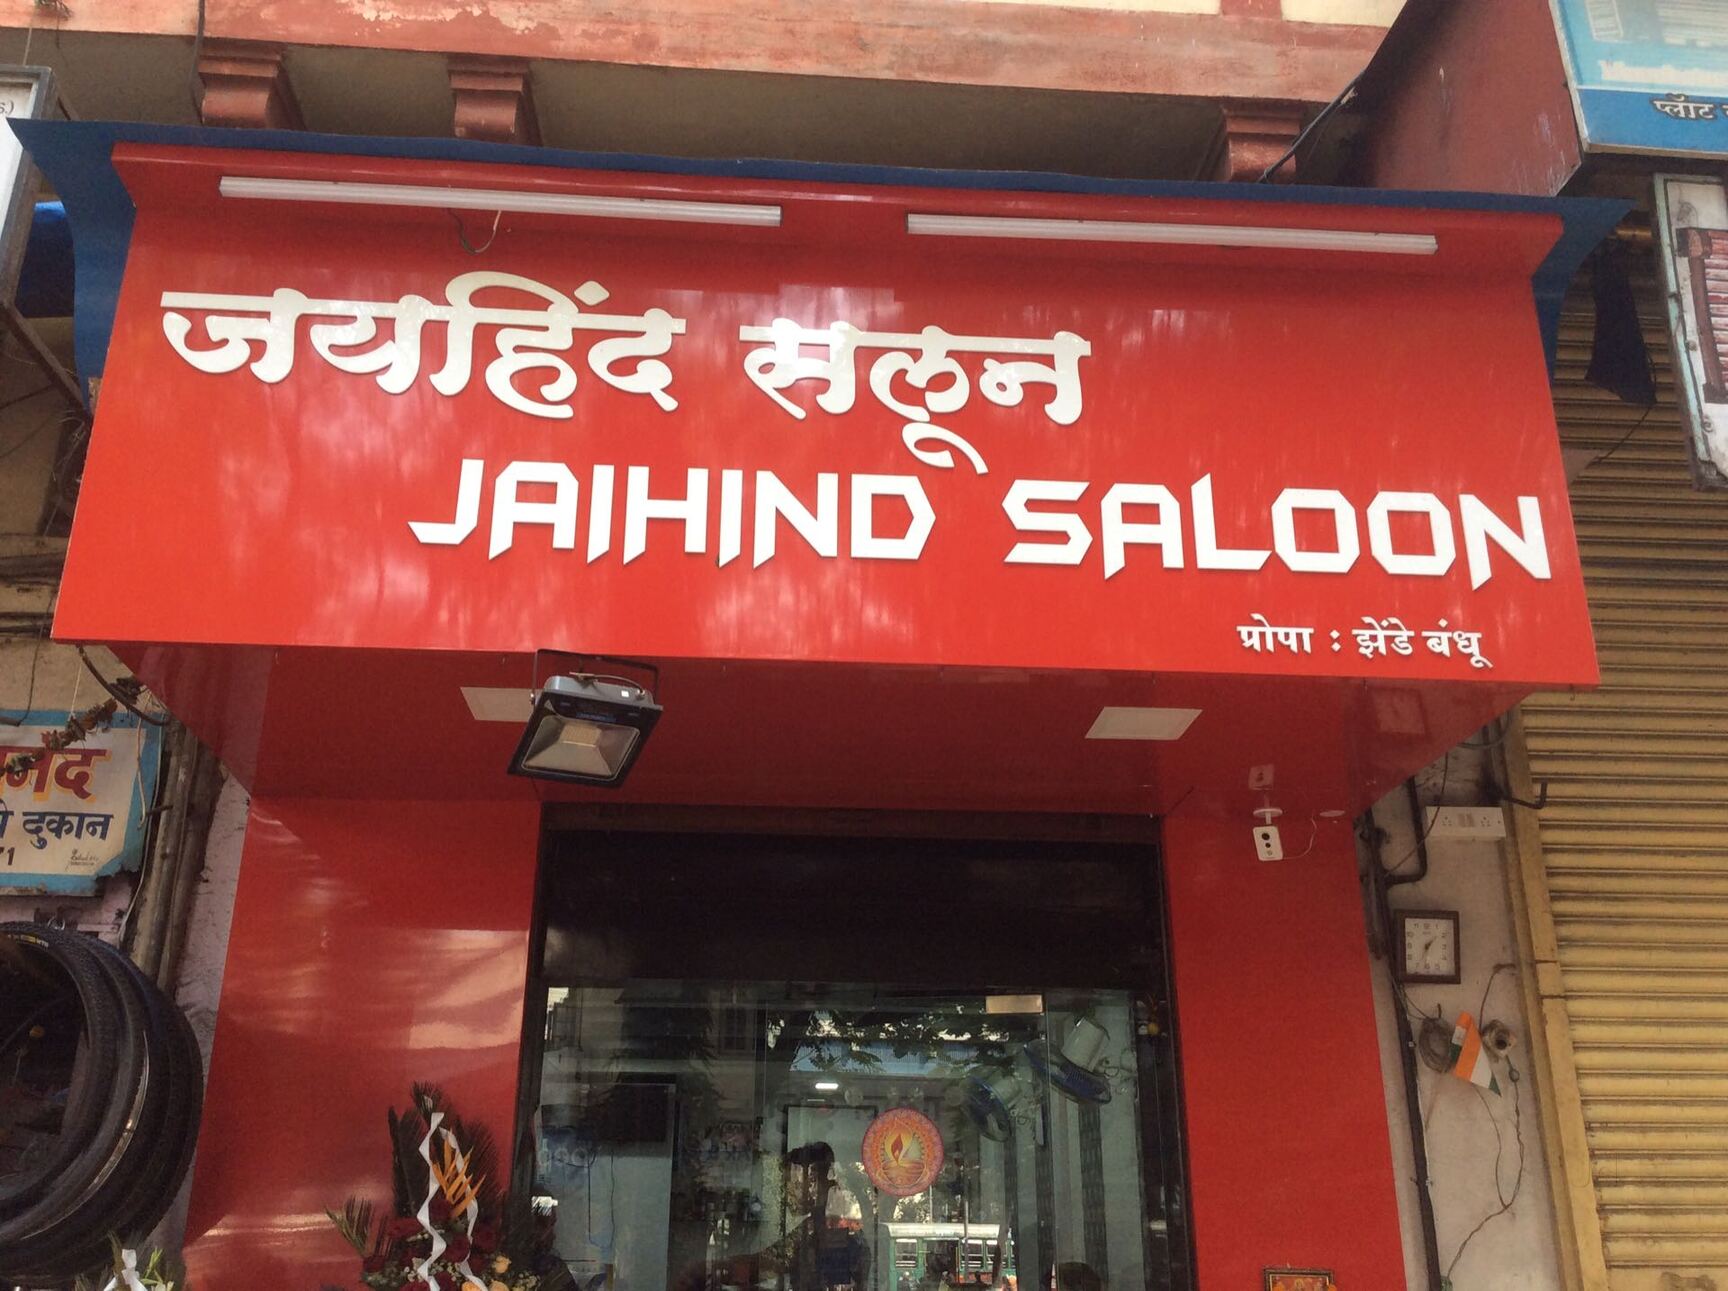 जयहिंद सलून
JAIHIND SALOON
प्रोपा : झेंडे बंधू
प्लॉट
दुकान